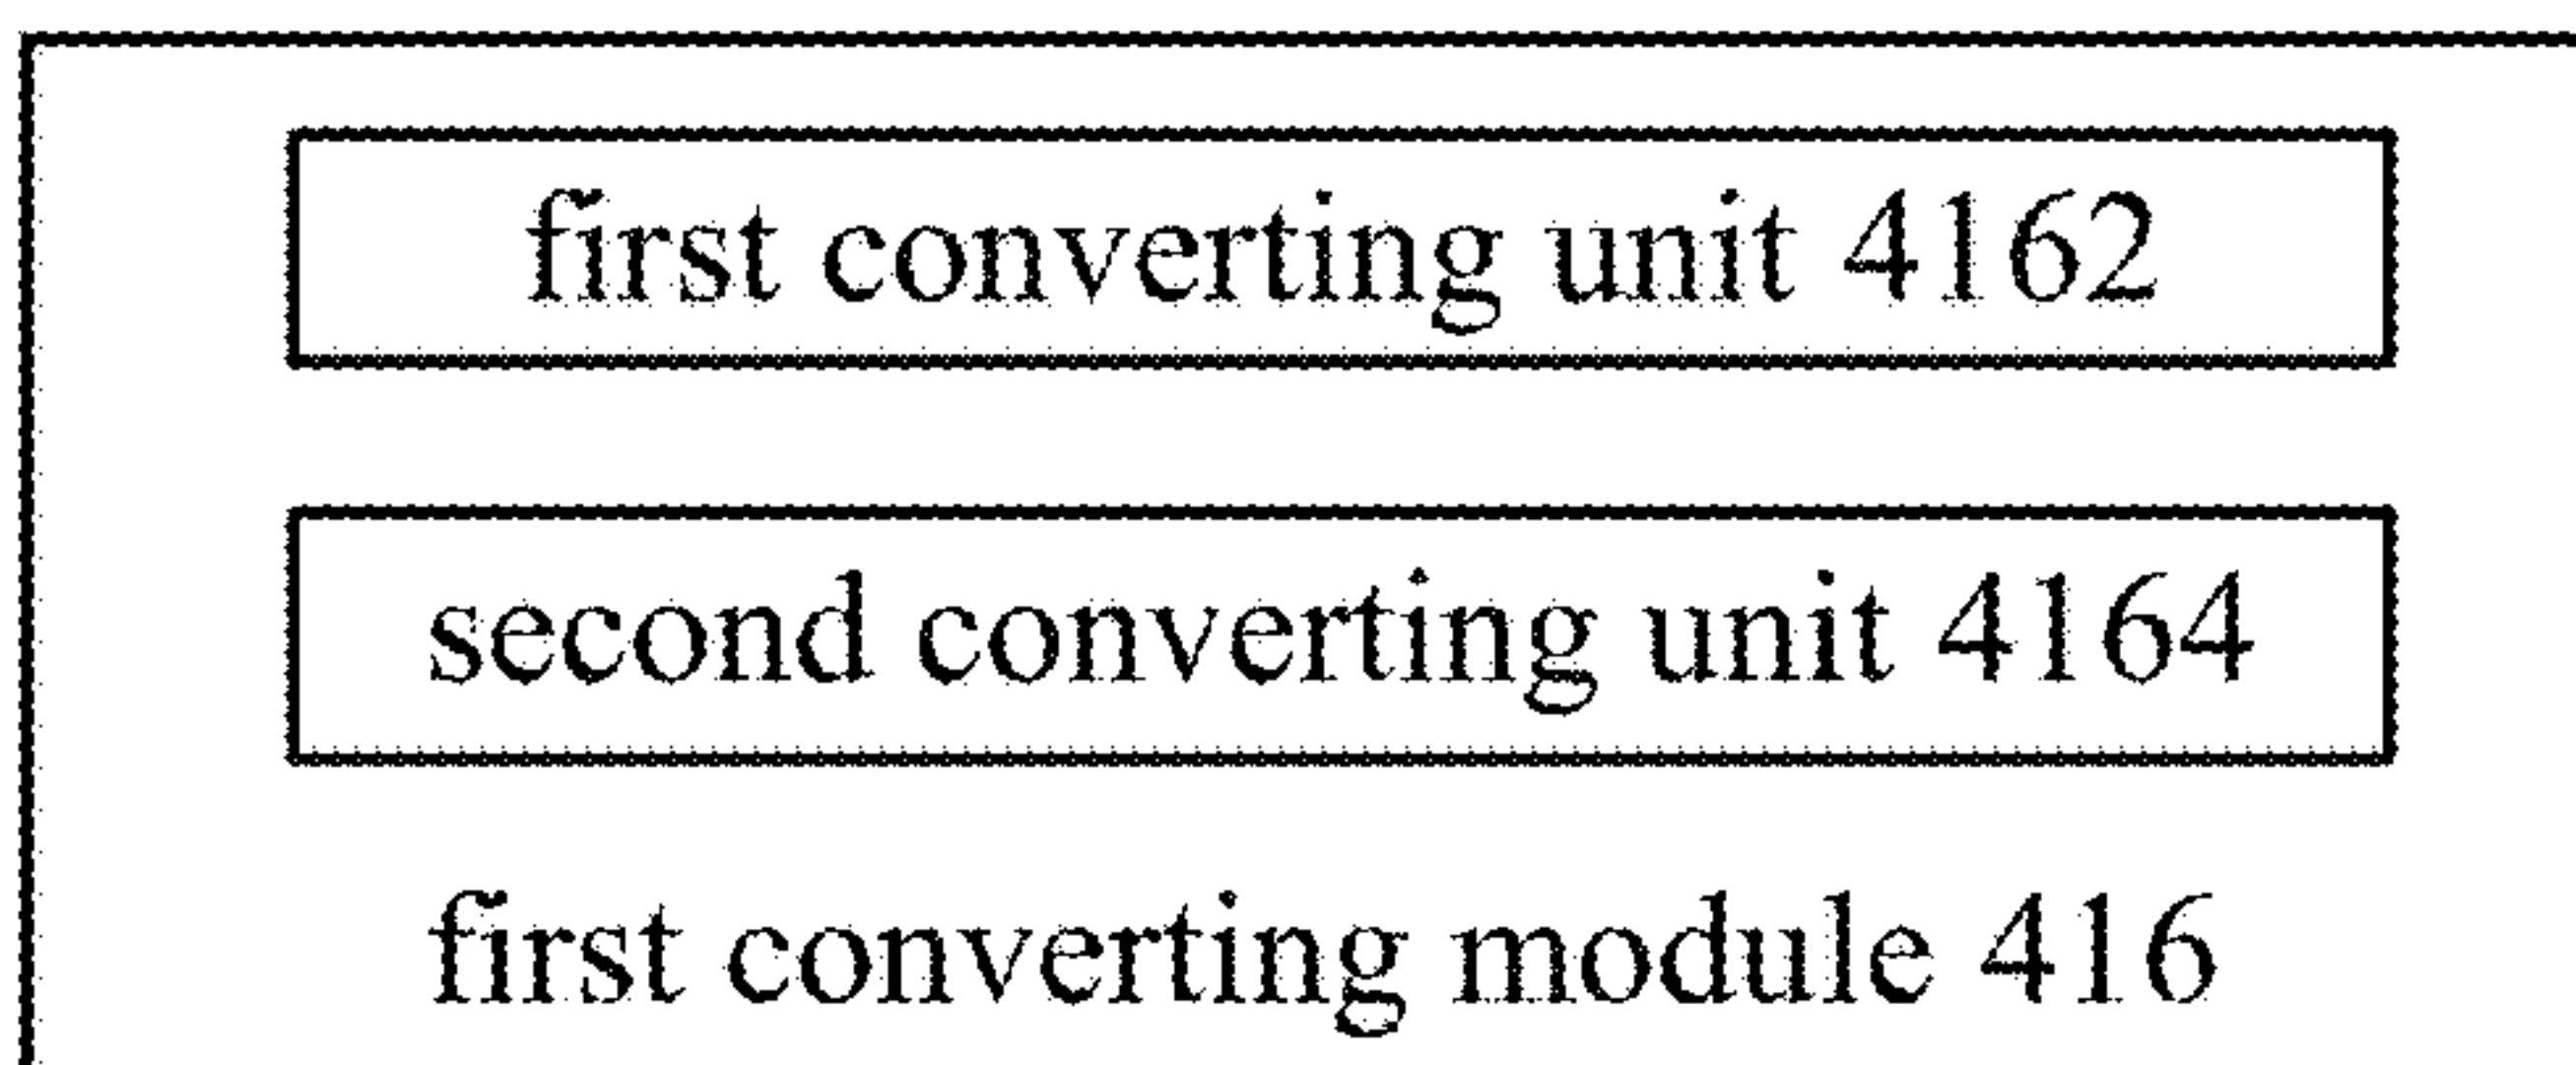 first converting unit 4162
second converting unit 4164
first converting module 416